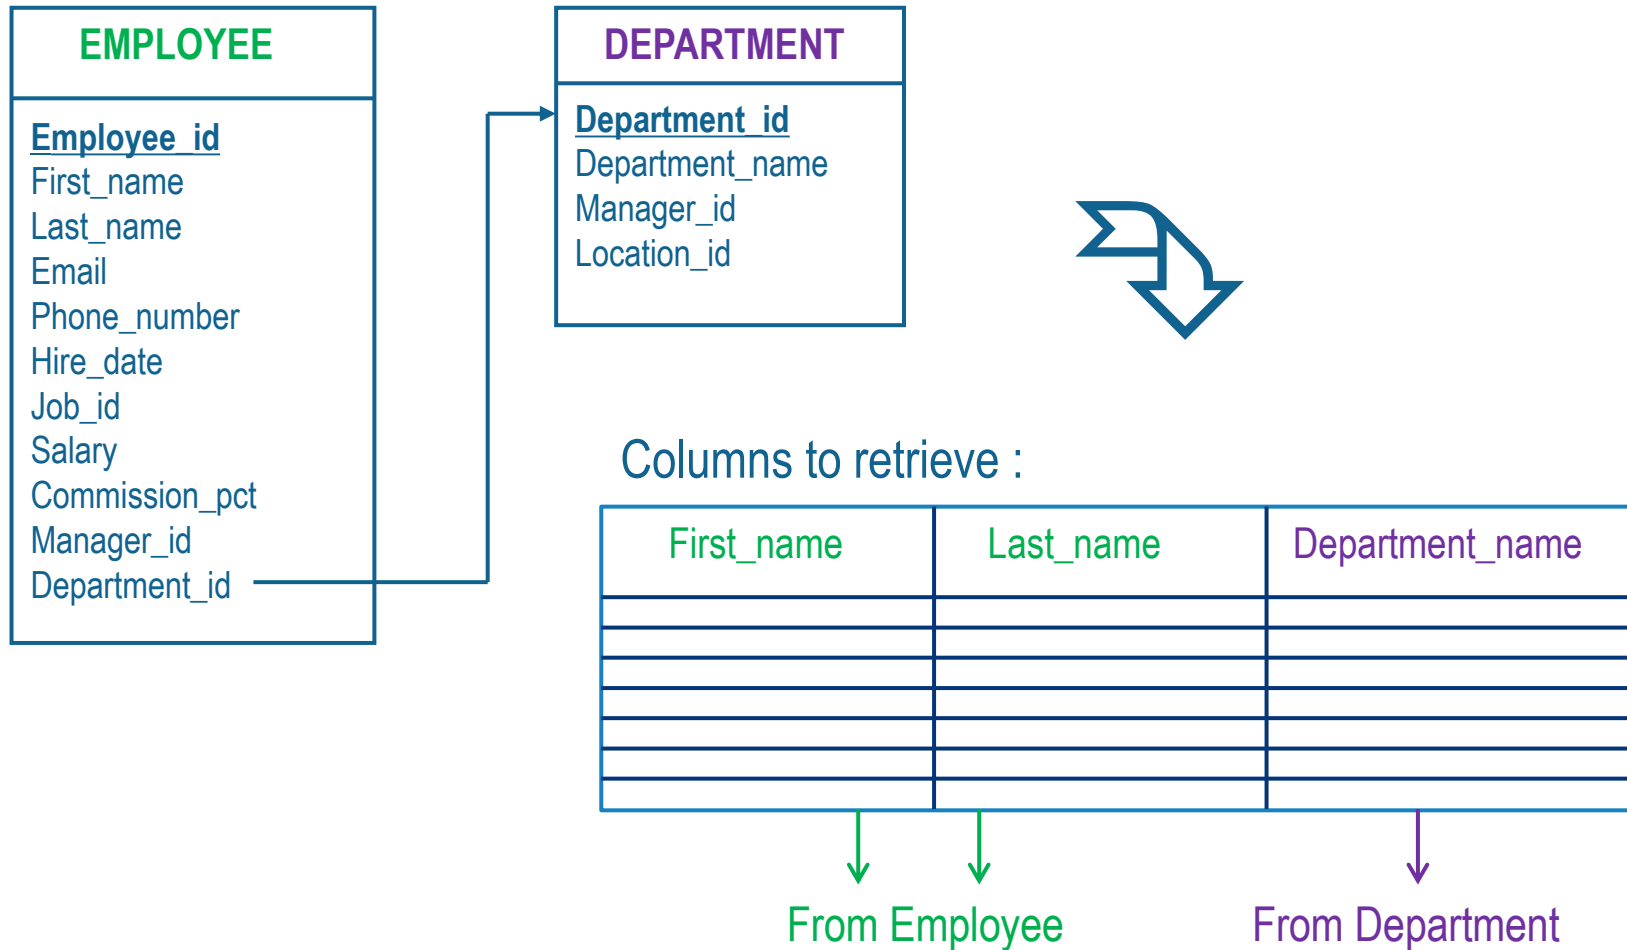 EMPLOYEE
Employee_id
First_name
Last_name
Email
Phone_number
Hire_date
Job_id
Salary
Commission_pct
Manager_id
Department_id
DEPARTMENT
Department_id
Department_name
Manager_id
Location_id
Columns to retrieve :
First_name Last_name Department_name
From Employee From Department